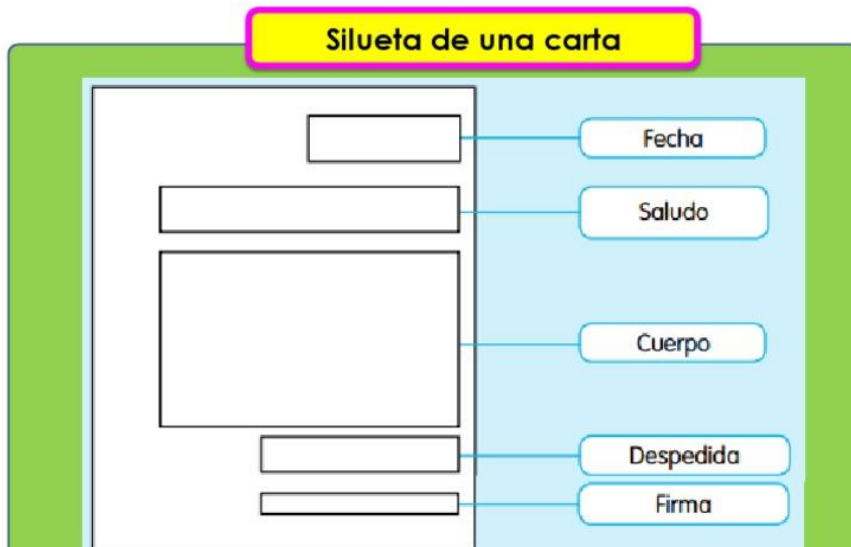 Silueta de una carta
Fecha
Saludo
Cuerpo
Despedida
Firma